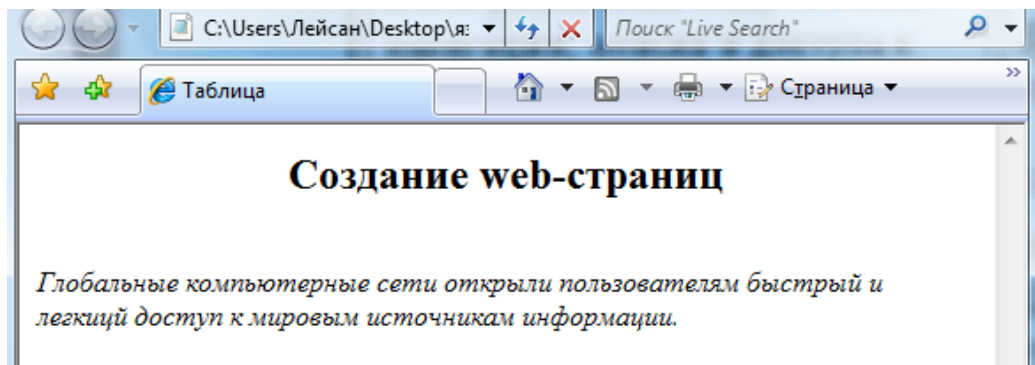 C:\Users\Лейсан\Desktop\я:
Поиск "Live Search"
Таблица
Страница
»
Создание web-страниц
Глобальные компьютерные сети открыли пользователям быстрый и
легкицй доступ к мировым источникам информации.